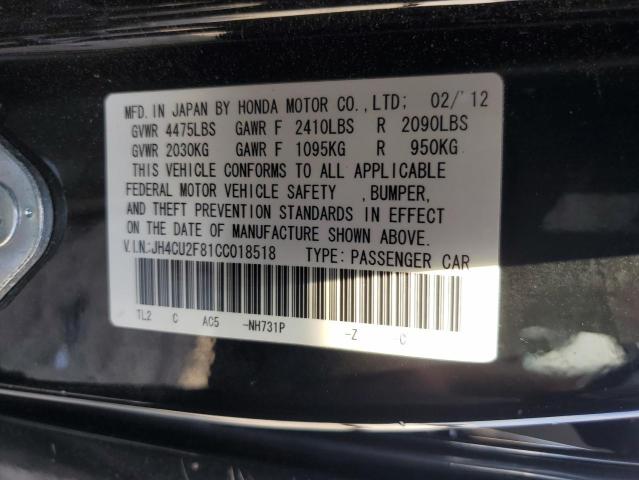 MFD. IN JAPAN BY HONDA MOTOR CO., LTD; 02/'12
GVWR 4475LBS GAWR F 2410LBS R 2090LBS
GVWR 2030KG GAWR F 1095KG R 950KG
THIS VEHICLE CONFORMS TO ALL APPLICABLE
FEDERAL MOTOR VEHICLE SAFETY , BUMPER,
AND THEFT PREVENTION STANDARDS IN EFFECT
ON THE DATE OF MANUFACTURE SHOWN ABOVE.
V.I.N.:JH4CU2F81CC018518 TYPE: PASSENGER CAR
TL2 C AC5 -NH731P -Z -C